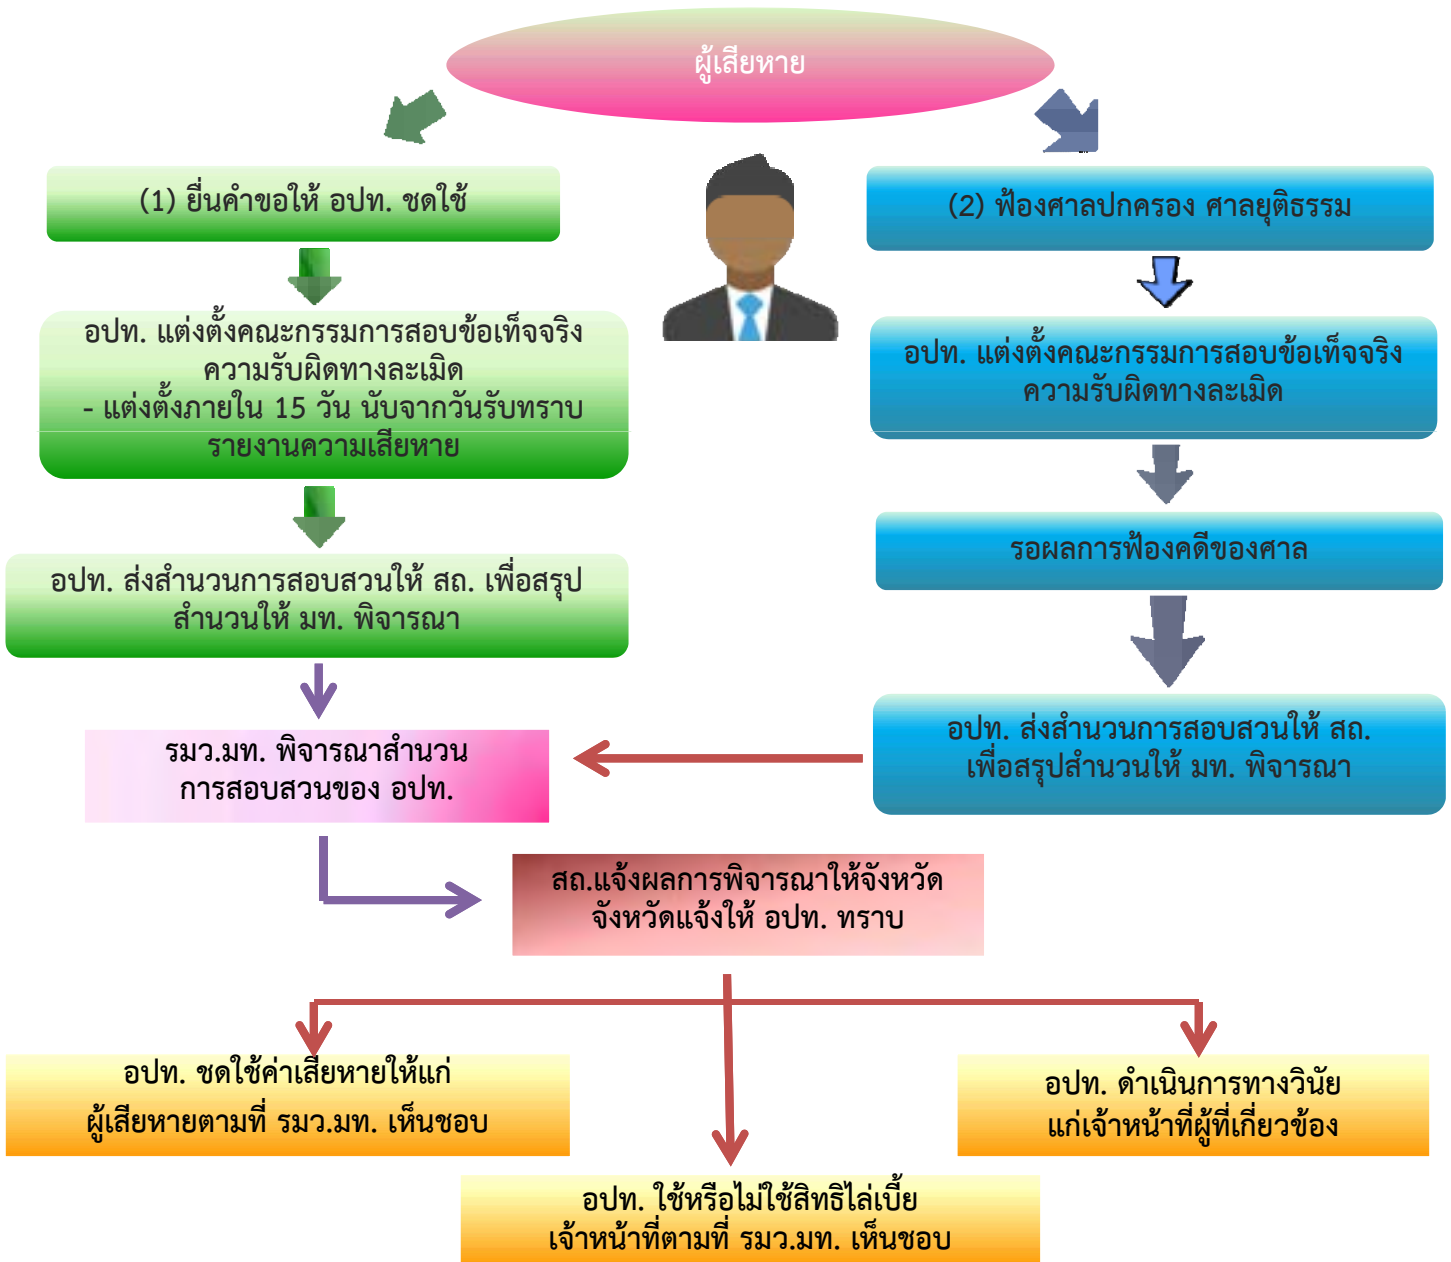 ผู้เสียหาย
(1) ยื่นคำขอให้ อปท. ชดใช้
(2) ฟ้องศาลปกครอง ศาลยุติธรรม
อปท. แต่งตั้งคณะกรรมการสอบข้อเท็จจริง
ความรับผิดทางละเมิด
- แต่งตั้งภายใน 15 วัน นับจากวันรับทราบ
รายงานความเสียหาย
อปท. แต่งตั้งคณะกรรมการสอบข้อเท็จจริง
ความรับผิดทางละเมิด
รอผลการฟ้องคดีของศาล
อปท. ส่งสำนวนการสอบสวนให้ สถ. เพื่อสรุป
สำนวนให้ มท. พิจารณา
อปท. ส่งสำนวนการสอบสวนให้ สถ.
เพื่อสรุปสำนวนให้ มท. พิจารณา
รมว.มท. พิจารณาสำนวน
การสอบสวนของ อปท.
สถ.แจ้งผลการพิจารณาให้จังหวัด
จังหวัดแจ้งให้ อปท. ทราบ
อปท. ชดใช้ค่าเสียหายให้แก่
ผู้เสียหายตามที่ รมว.มท. เห็นชอบ
อปท. ดำเนินการทางวินัย
แก่เจ้าหน้าที่ผู้ที่เกี่ยวข้อง
อปท. ใช้หรือไม่ใช้สิทธิไล่เบี้ย
เจ้าหน้าที่ตามที่ รมว.มท. เห็นชอบ